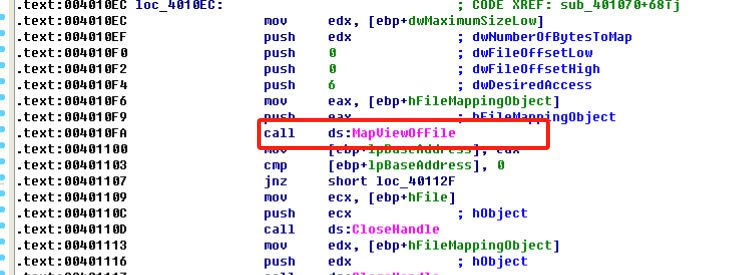 .text:004010EC loc_4010EC: ; CODE XREF: sub_401070+68↑j
.text:004010EC mov edx, [ebp+dwMaximumSizeLow]
.text:004010EF push edx ; dwNumberOfBytesToMap
.text:004010F0 push 0 ; dwFileOffsetLow
.text:004010F2 push 0 ; dwFileOffsetHigh
.text:004010F4 push 6 ; dwDesiredAccess
.text:004010F6 mov eax, [ebp+hFileMappingObject]
.text:004010F9 push eax ; hFileMappingObject
.text:004010FA call ds:MapViewOfFile
.text:00401100 mov [ebp+lpBaseAddress], eax
.text:00401103 cmp [ebp+lpBaseAddress], 0
.text:00401107 jnz short loc_40112F
.text:00401109 mov ecx, [ebp+hFile]
.text:0040110C push ecx ; hObject
.text:0040110D call ds:CloseHandle
.text:00401113 mov edx, [ebp+hFileMappingObject]
.text:00401116 push edx ; hObject